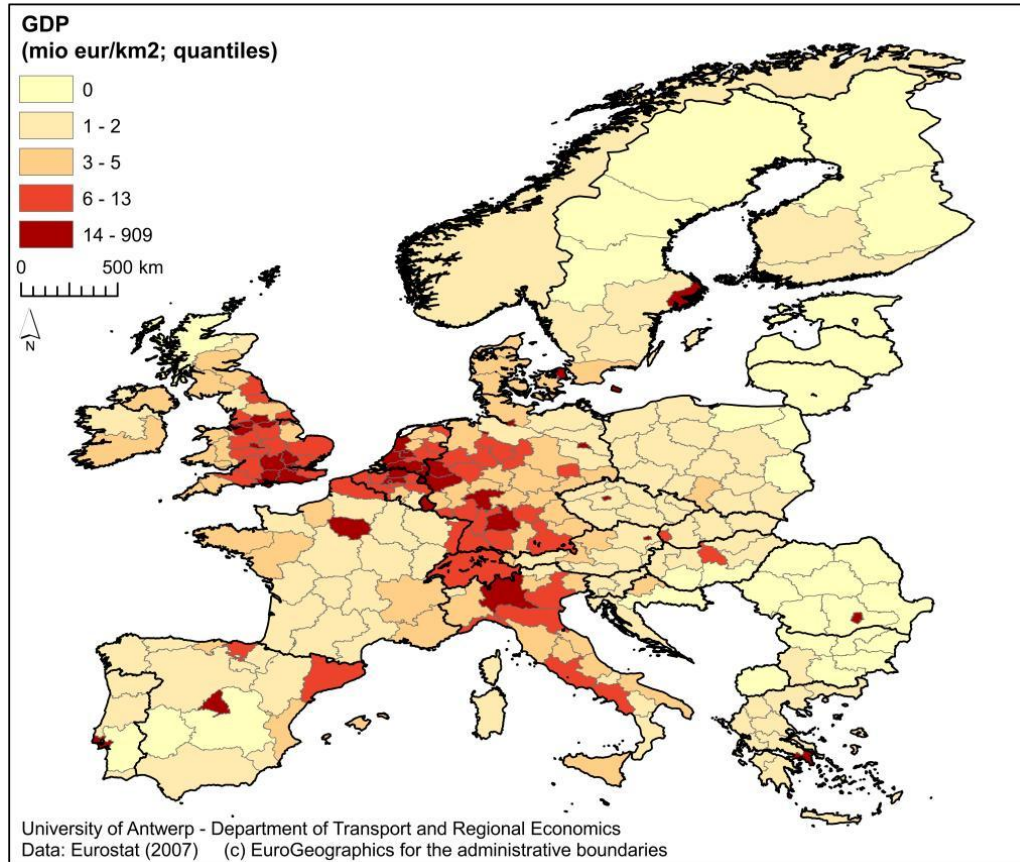 GDP
(mio eur/km2; quantiles)
0
1 - 2
3 - 5
6 - 13
14 - 909
0 500 km
N
University of Antwerp - Department of Transport and Regional Economics
Data: Eurostat (2007) (c) EuroGeographics for the administrative boundaries